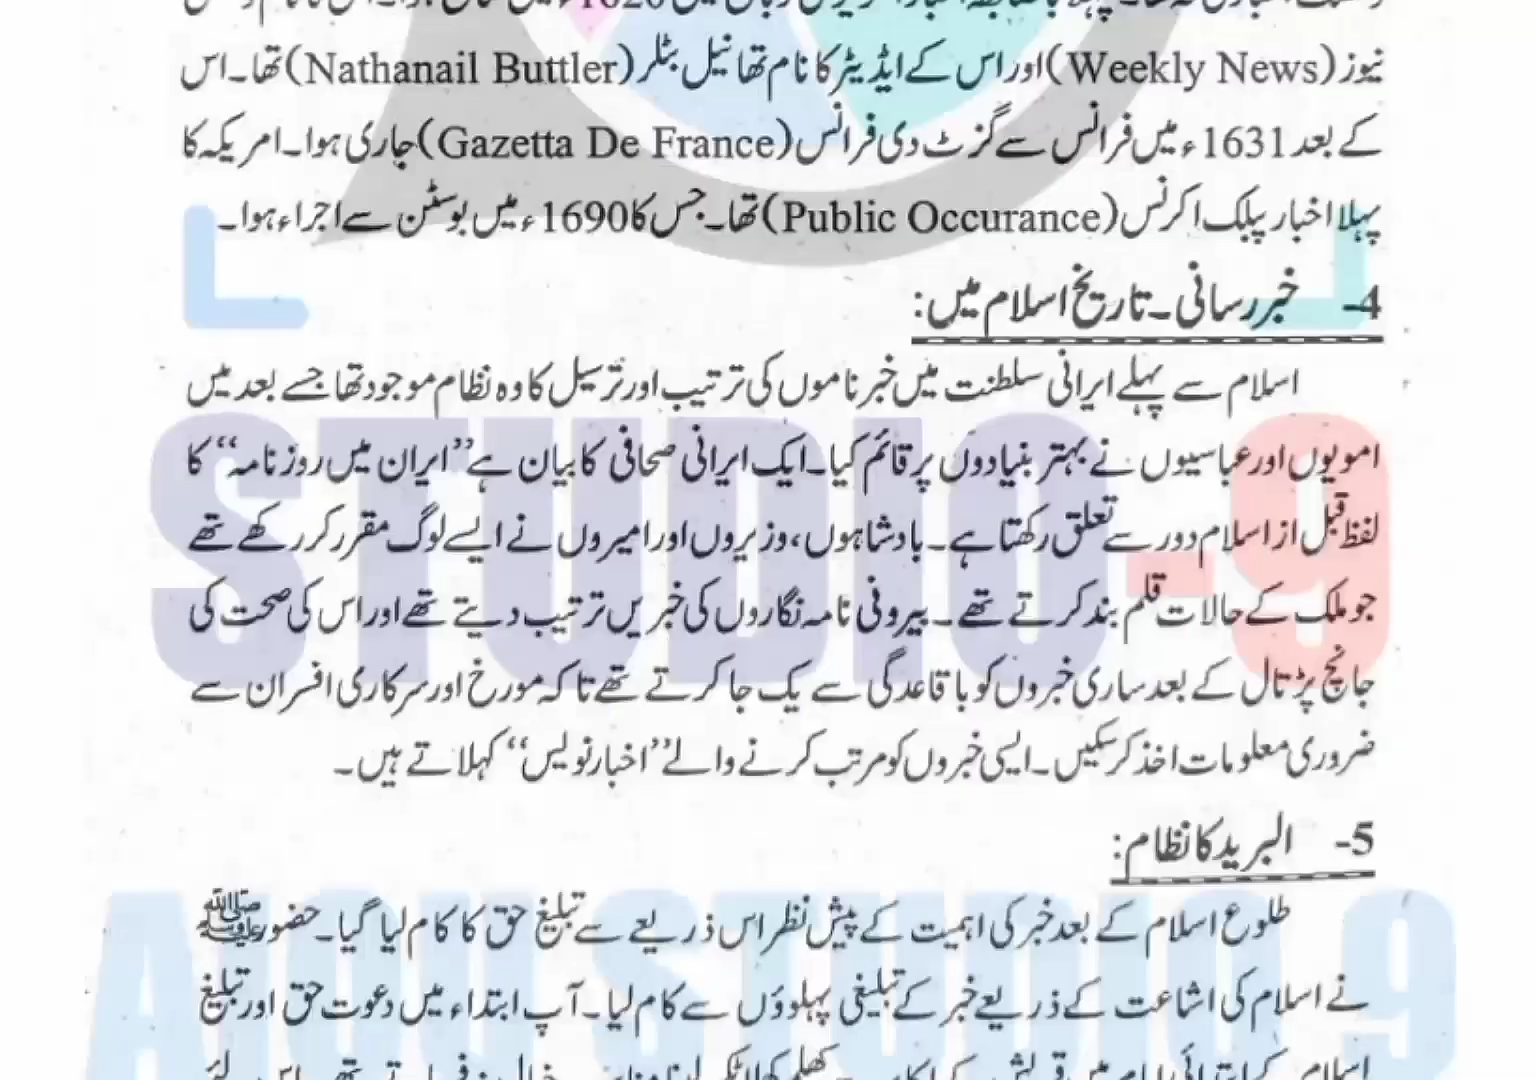 نیوز (Weekly News) اور اس کے ایڈیٹر کا نام تھا نیل بٹلر (Nathanail Buttler) تھا۔ اس
کے بعد 1631ء میں فرانس سے گزٹ دی فرانس (Gazetta De France) جاری ہوا۔ امریکہ کا
پہلا اخبار پبلک اکرنس (Public Occurance) تھا۔ جس کا 1690ء میں بوسٹن سے اجراء ہوا۔
4- خبر رسانی۔ تاریخ اسلام میں:
اسلام سے پہلے ایرانی سلطنت میں خبرناموں کی ترتیب اور ترسیل کا وہ نظام موجود تھا جسے بعد میں
امویوں اور عباسیوں نے بہتر بنیادوں پر قائم کیا۔ ایک ایرانی صحافی کا بیان ہے ”ایران میں روزنامہ“ کا
لفظ قبل از اسلام دور سے تعلق رکھتا ہے۔ بادشاہوں، وزیروں اور امیروں نے ایسے لوگ مقرر کر رکھے تھے
جو ملک کے حالات قلم بند کرتے تھے۔ بیرونی نامہ نگاروں کی خبریں ترتیب دیتے تھے اور اس کی صحت کی
جانچ پڑتال کے بعد ساری خبروں کو باقاعدگی سے یک جا کرتے تھے تاکہ مورخ اور سرکاری افسران سے
ضروری معلومات اخذ کر سکیں۔ ایسی خبروں کو مرتب کرنے والے ”اخبار نویس“ کہلاتے ہیں۔
STUDIO-9
5- البرید کا نظام:
طلوع اسلام کے بعد خبر کی اہمیت کے پیش نظر اس ذریعے سے تبلیغ حق کا کام لیا گیا۔ حضور ﷺ
نے اسلام کی اشاعت کے ذریعے خبر کے تبلیغی پہلوؤں سے کام لیا۔ آپ ابتداء میں دعوت حق اور تبلیغ
AIOU STUDIO 9